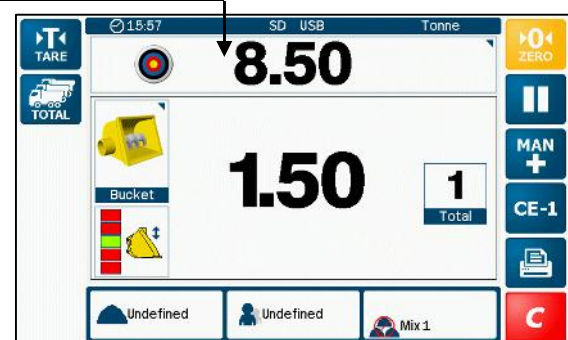 15:57 SD USB Tonne
T
TARE
8.50
0
ZERO
TOTAL
Bucket
1.50
1
Total
MAN
+
CE-1
Undefined Undefined Mix 1
C